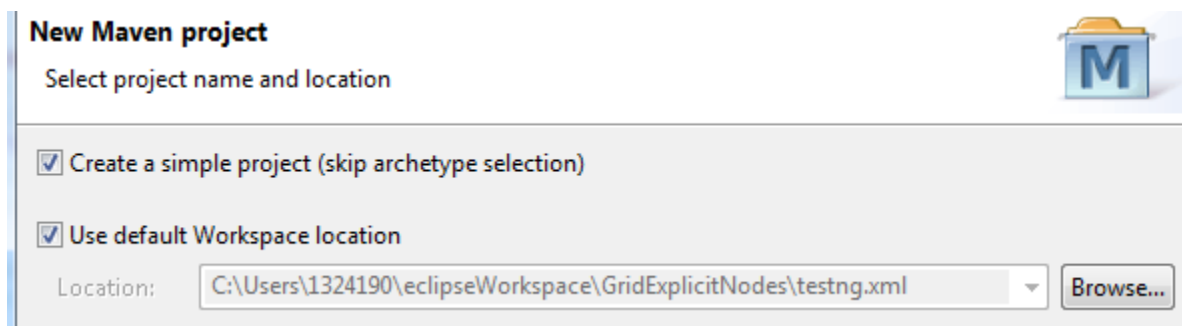 New Maven project
Select project name and location
M
Create a simple project (skip archetype selection)
Use default Workspace location
Location: C:\Users\1324190\eclipseWorkspace\GridExplicitNodes\testng.xml Browse...